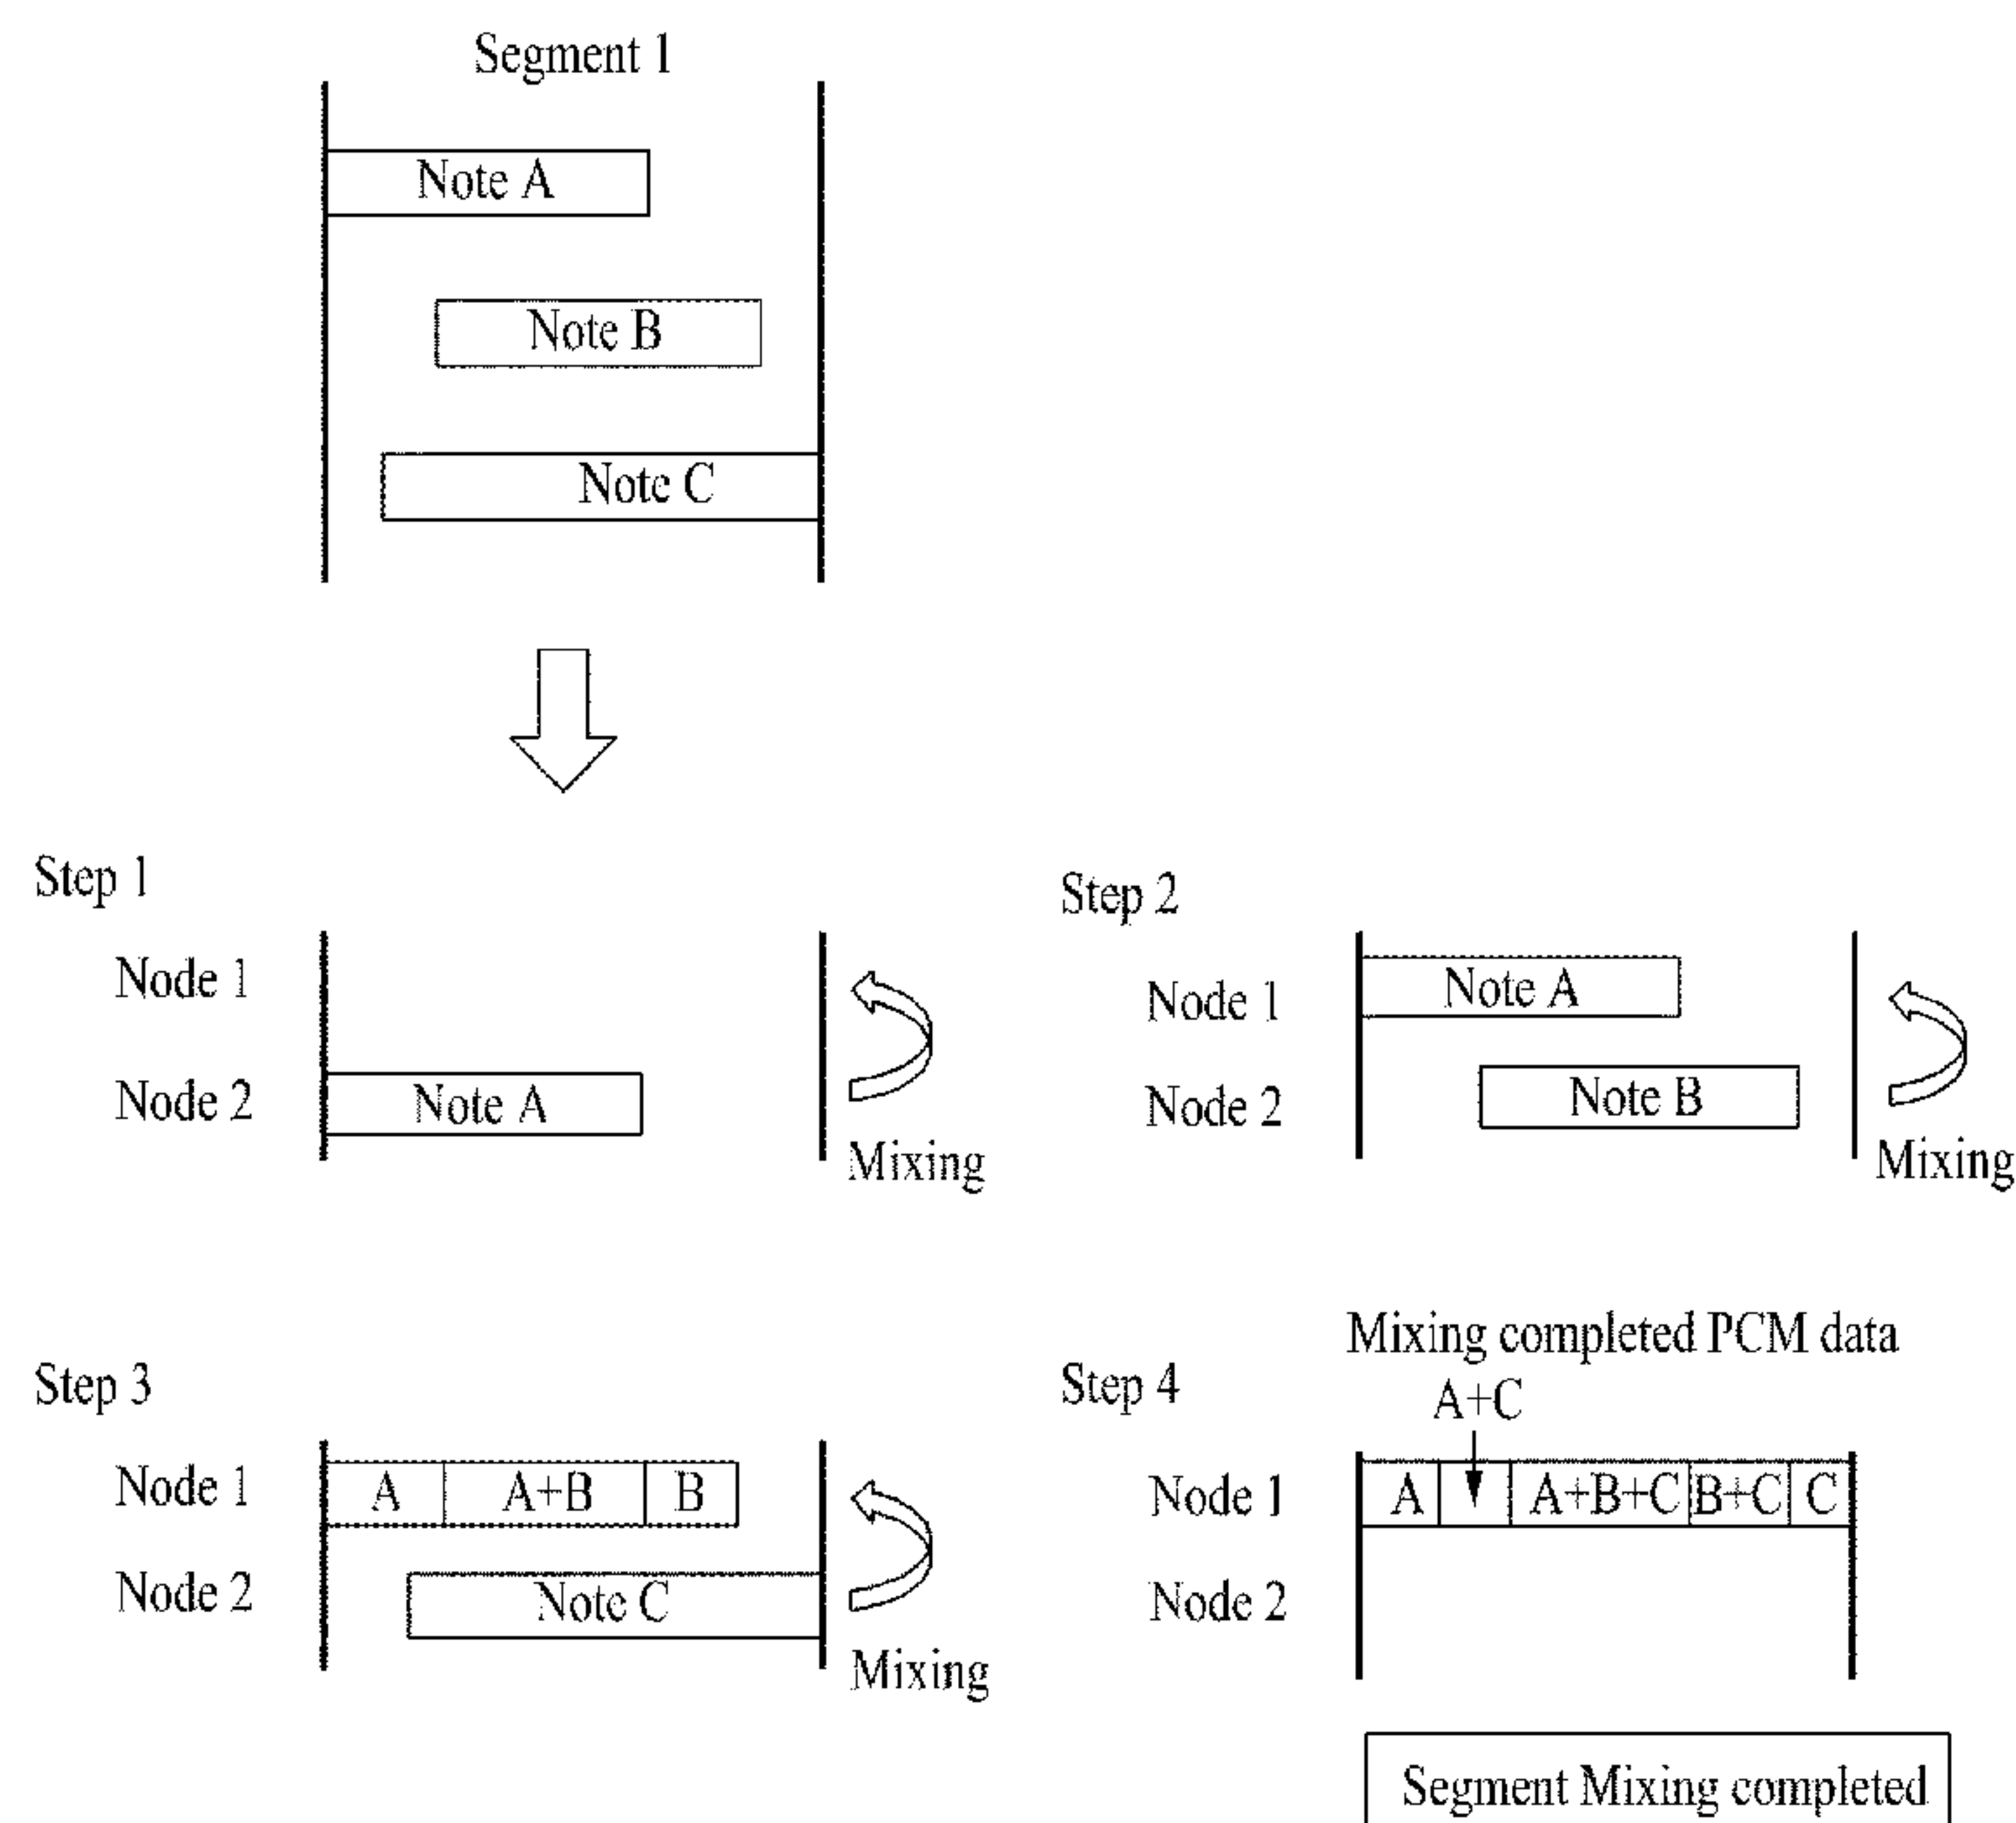 Segment 1
Note A
Note B
Note C
Step 1
Node 1
Node 2
Note A
Mixing
Step 2
Node 1
Note A
Node 2
Note B
Mixing
Step 3
Node 1
A
A+B
B
Node 2
Note C
Mixing
Step 4
Mixing completed PCM data
A+C
Node 1
A
A+B+C
B+C
C
Node 2
Segment Mixing completed